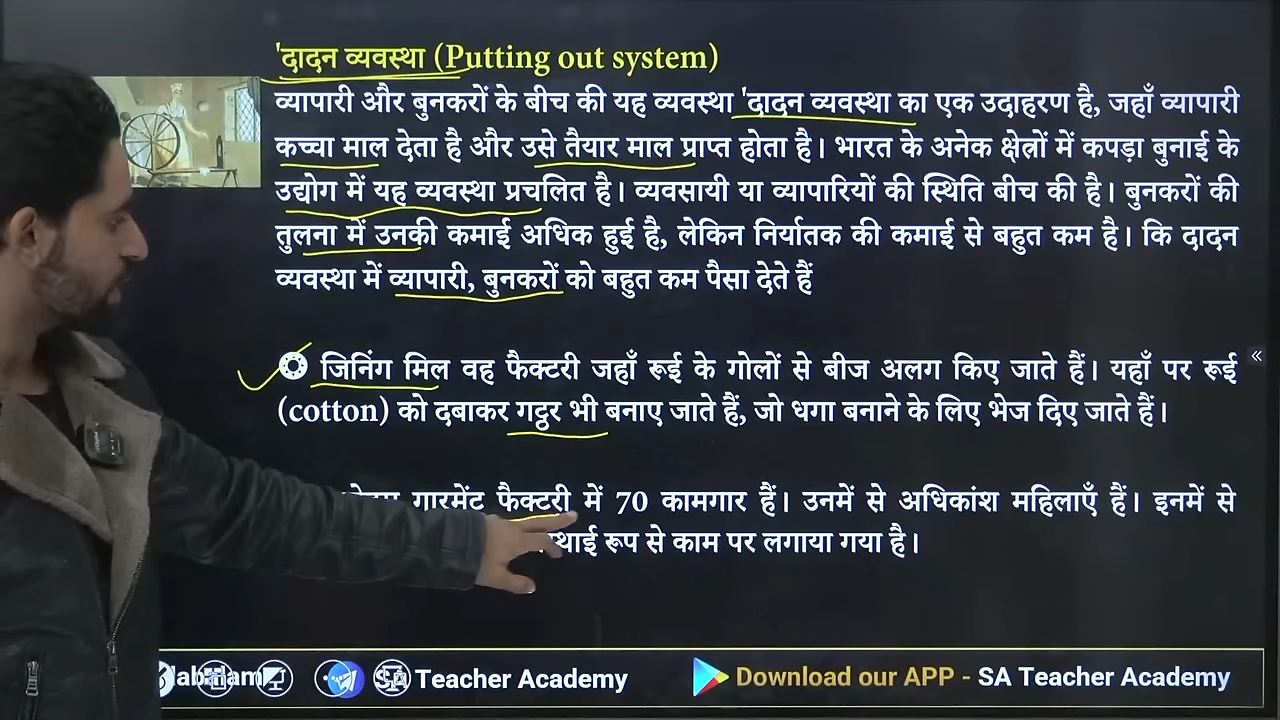 'दादन व्यवस्था (Putting out system)
व्यापारी और बुनकरों के बीच की यह व्यवस्था 'दादन व्यवस्था का एक उदाहरण है, जहाँ व्यापारी
कच्चा माल देता है और उसे तैयार माल प्राप्त होता है। भारत के अनेक क्षेत्रों में कपड़ा बुनाई के
उद्योग में यह व्यवस्था प्रचलित है। व्यवसायी या व्यापारियों की स्थिति बीच की है। बुनकरों की
तुलना में उनकी कमाई अधिक हुई है, लेकिन निर्यातक की कमाई से बहुत कम है। कि दादन
व्यवस्था में व्यापारी, बुनकरों को बहुत कम पैसा देते हैं
जिनिंग मिल वह फैक्टरी जहाँ रूई के गोलों से बीज अलग किए जाते हैं। यहाँ पर रूई
(cotton) को दबाकर गट्ठर भी बनाए जाते हैं, जो धगा बनाने के लिए भेज दिए जाते हैं।
गारमेंट फैक्टरी में 70 कामगार हैं। उनमें से अधिकांश महिलाएँ हैं। इनमें से
रूप से काम पर लगाया गया है।
Teacher Academy
Download our APP - SA Teacher Academy